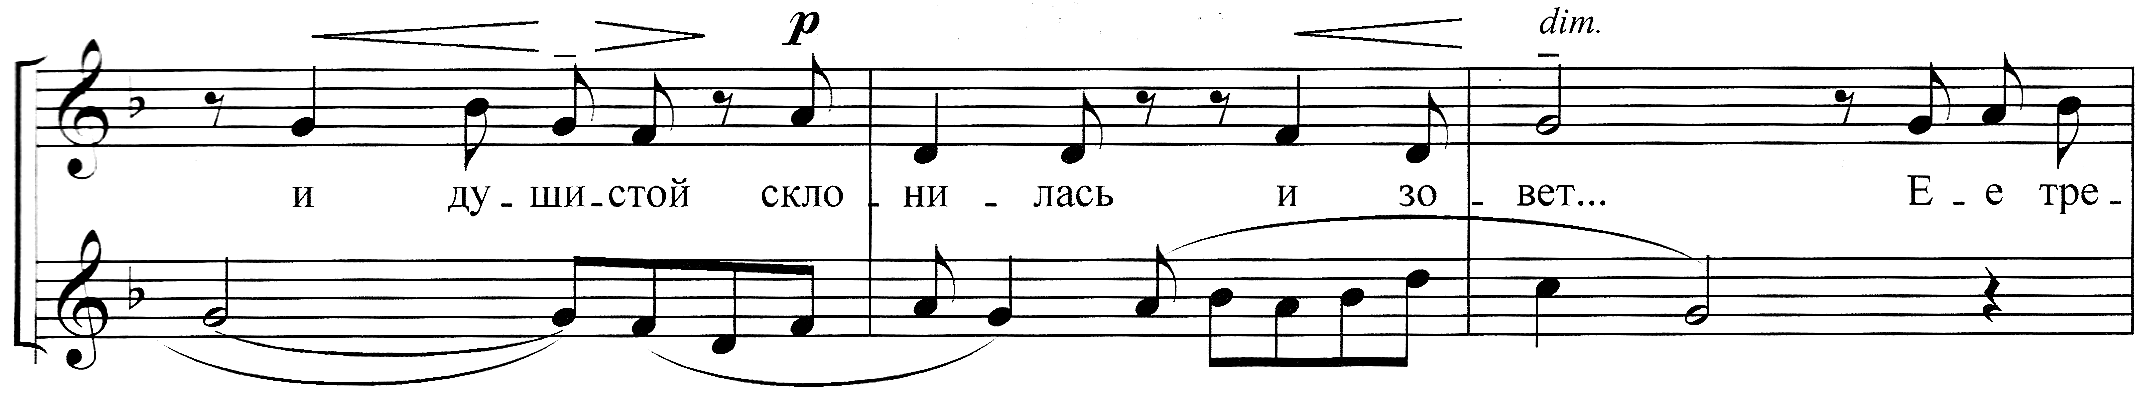 p dim.
и ду - ши - стой скло - ни - лась и зо - вет... Е - е тре -